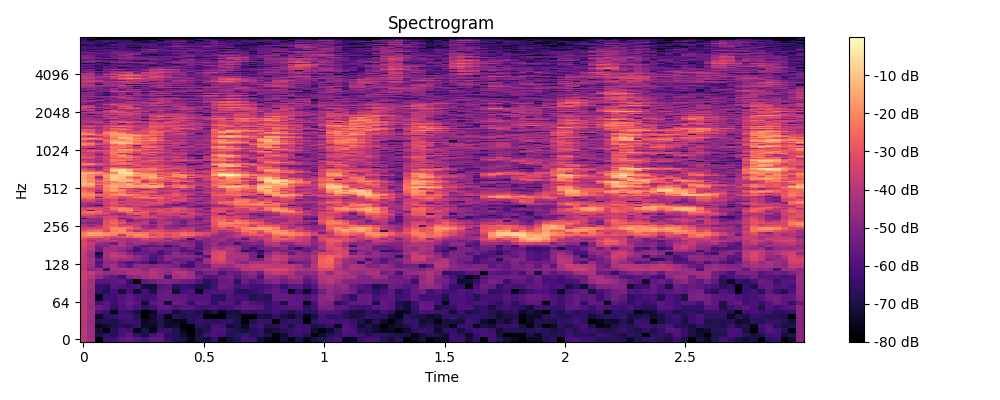 Spectrogram
4096
2048
1024
512
256
128
64
0
Hz
0
0.5
1
1.5
2
2.5
Time
-10 dB
-20 dB
-30 dB
-40 dB
-50 dB
-60 dB
-70 dB
-80 dB